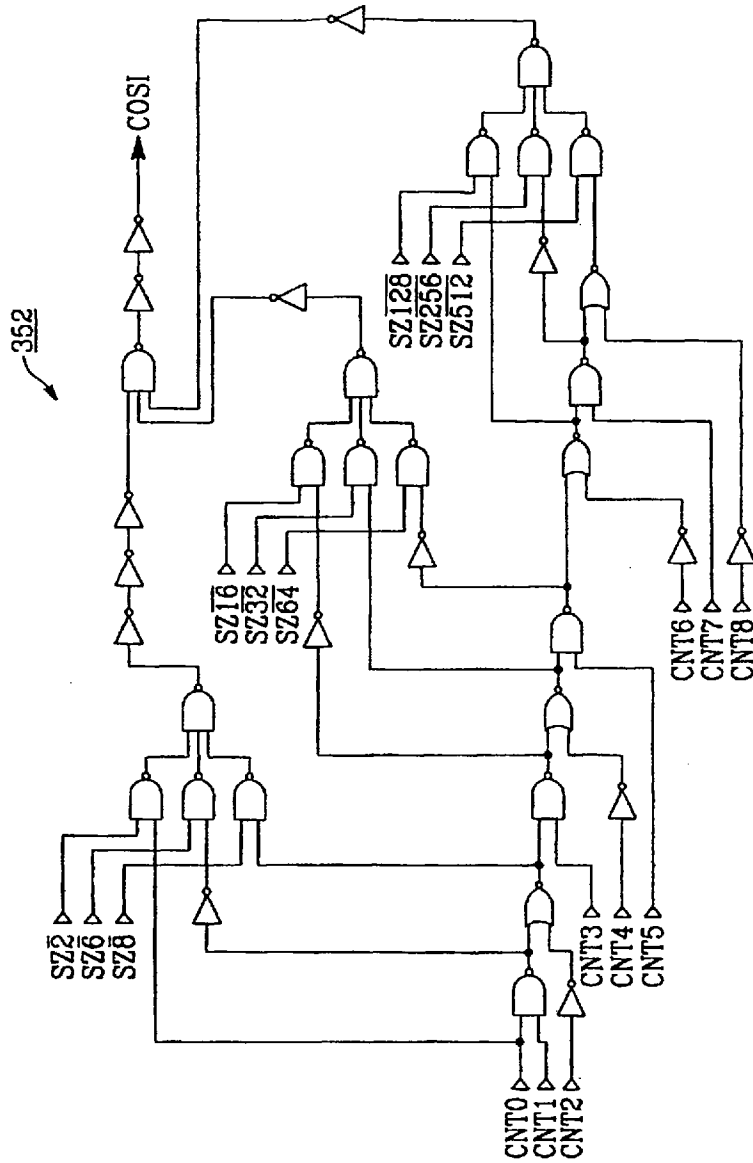 352
COSI
SZ2
SZ6
SZ8
SZ16
SZ32
SZ64
SZ128
SZ256
SZ512
CNT0
CNT1
CNT2
CNT3
CNT4
CNT5
CNT6
CNT7
CNT8